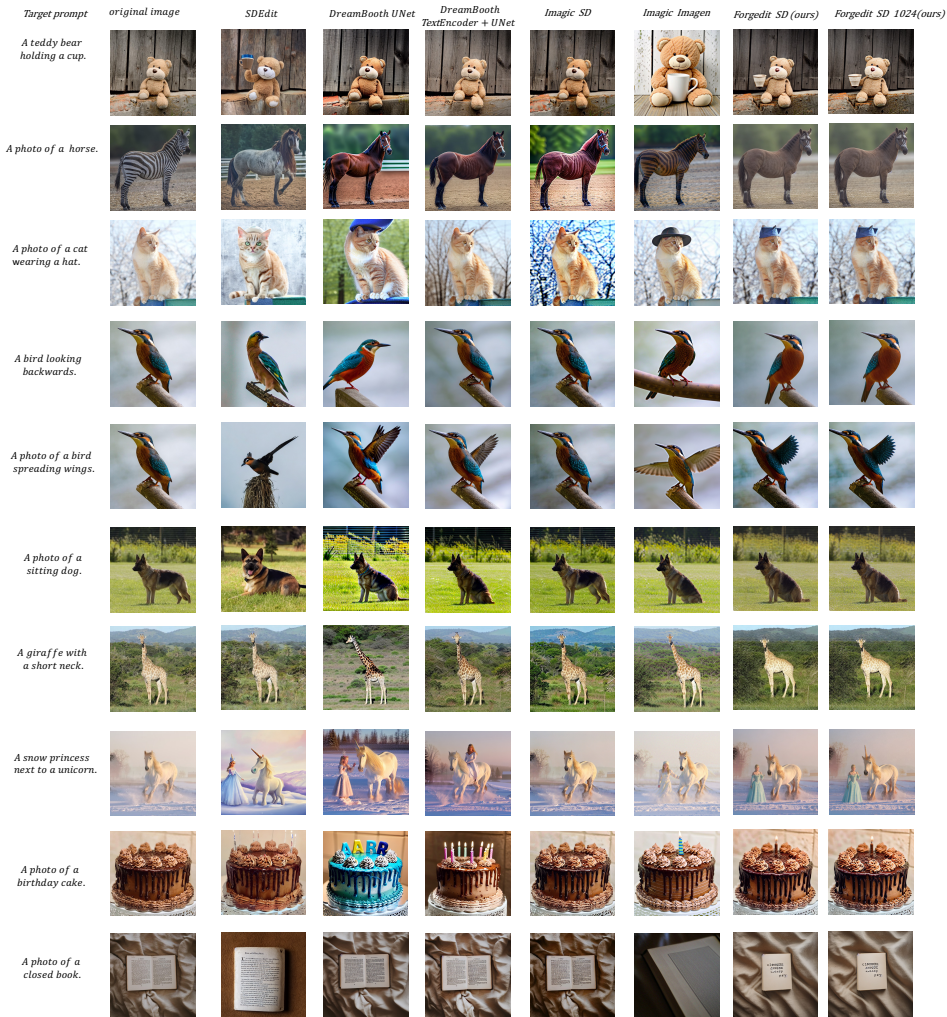 Target prompt
original image
SDEdit
DreamBooth UNet
DreamBooth
TextEncoder + UNet
Imagic SD
Imagic Imagen
Forgedit SD (ours)
Forgedit SD 1024(ours)
A teddy bear
holding a cup.
A photo of a horse.
A photo of a cat
wearing a hat.
A bird looking
backwards.
A photo of a bird
spreading wings.
A photo of a
sitting dog.
A giraffe with
a short neck.
A snow princess
next to a unicorn.
A photo of a
birthday cake.
A photo of a
closed book.